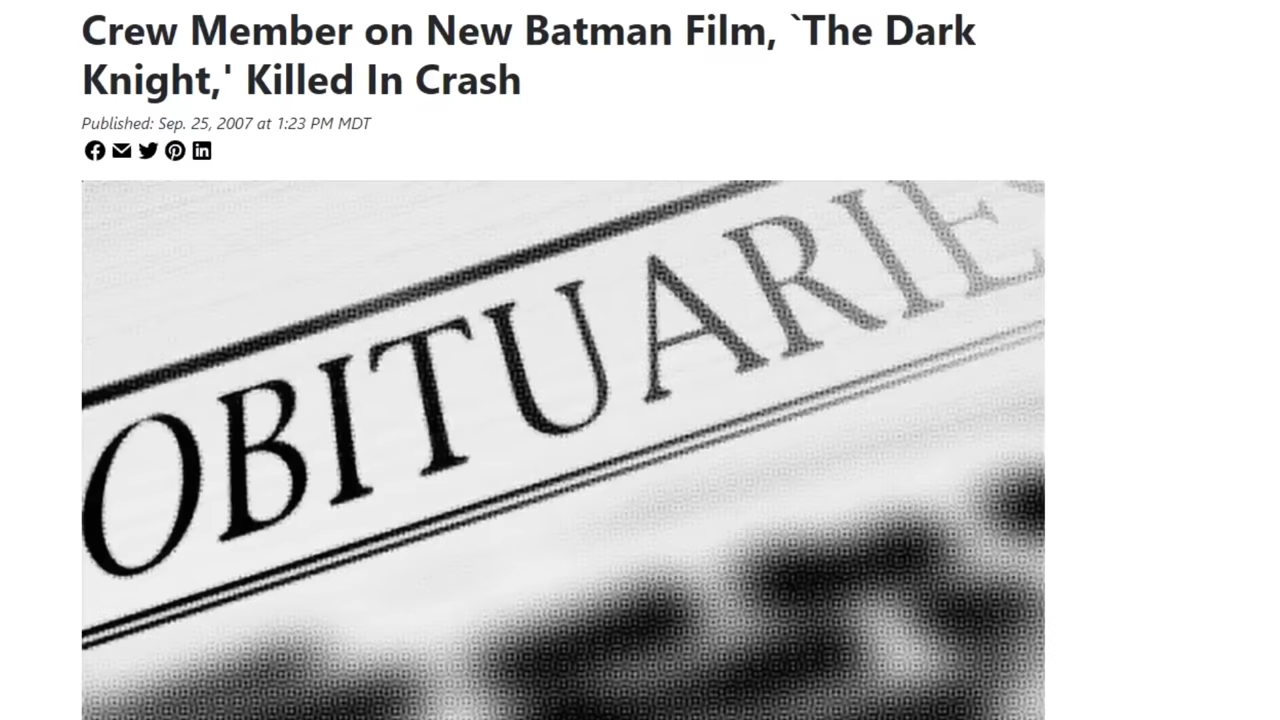 Crew Member on New Batman Film, `The Dark
Knight,' Killed In Crash
Published: Sep. 25, 2007 at 1:23 PM MDT
OBITUARIES